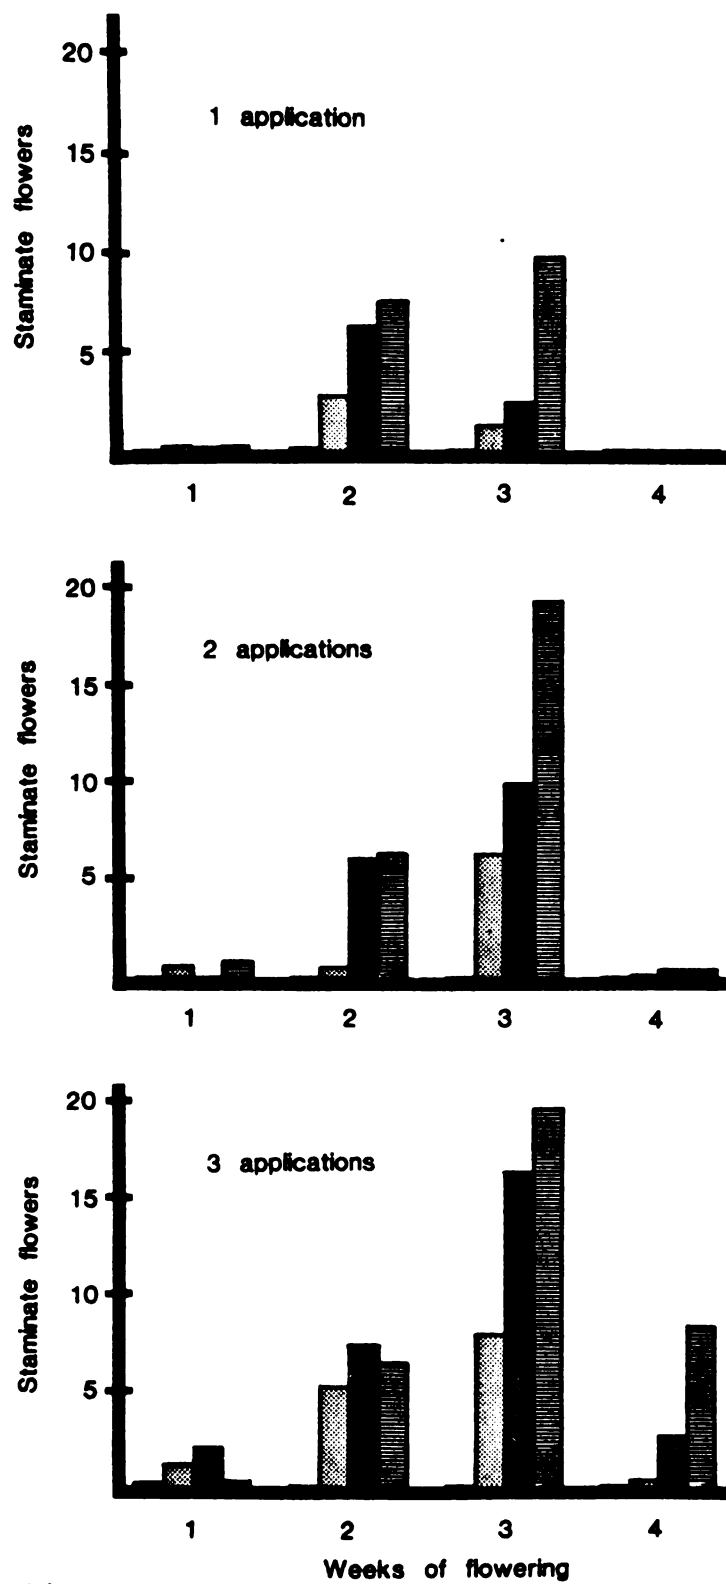 Staminate flowers
20
15
10
5
1 application
1 2 3 4
Staminate flowers
20
15
10
5
2 applications
1 2 3 4
Staminate flowers
20
15
10
5
3 applications
1 2 3 4
Weeks of flowering